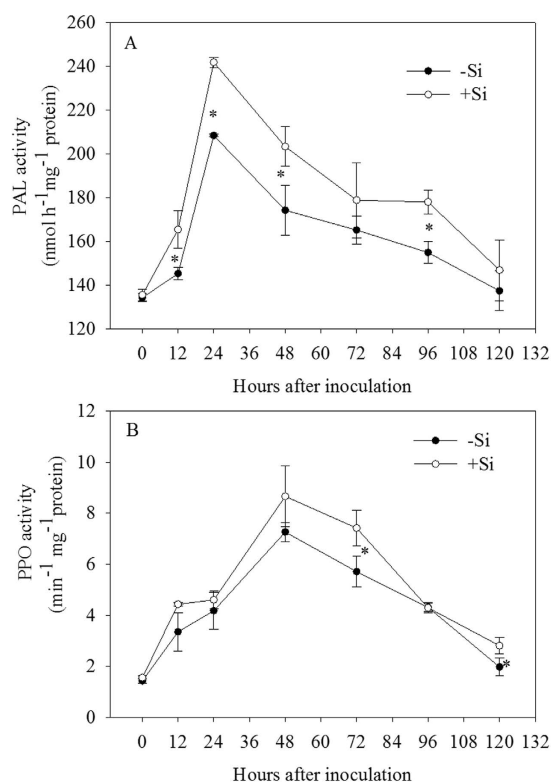 A
260
240
220
200
180
160
140
120
PAL activity
(nmol h-1mg-1 protein)
-Si
+Si
*
*
*
*
0 12 24 36 48 60 72 84 96 108 120 132
Hours after inoculation
B
12
10
8
6
4
2
0
PPO activity
(min-1 mg-1protein)
-Si
+Si
*
*
0 12 24 36 48 60 72 84 96 108 120 132
Hours after inoculation